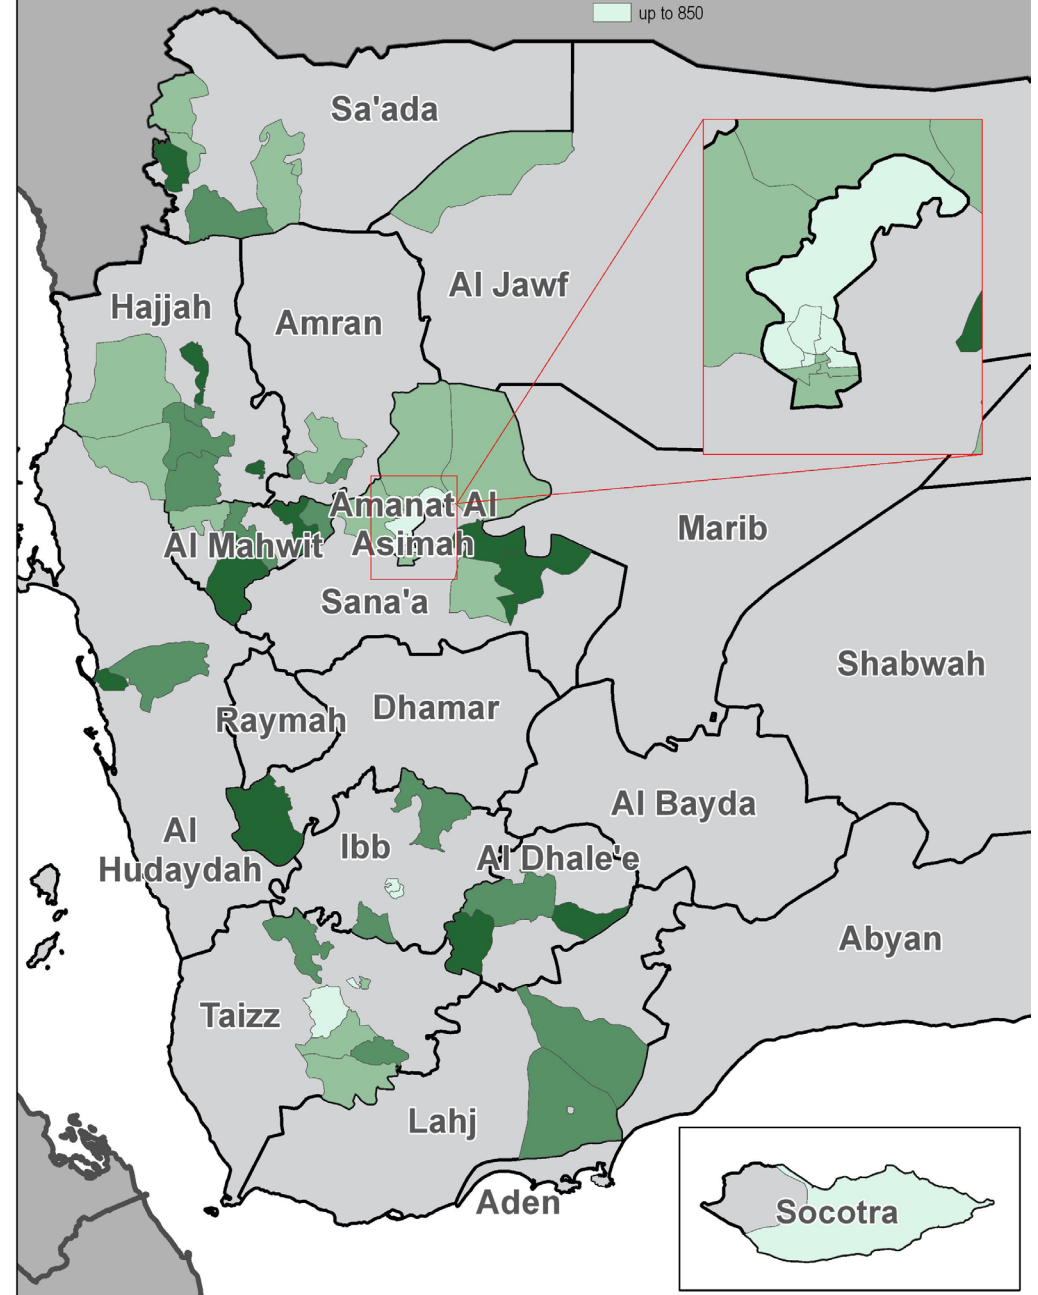 up to 850
Sa'ada
Al Jawf
Hajjah
Amran
Amanat Al
Asimah
Marib
Al Mahwit
Sana'a
Shabwah
Raymah
Dhamar
Al Bayda
Al
Hudaydah
Ibb
Al Dhale'e
Abyan
Taizz
Lahj
Aden
Socotra